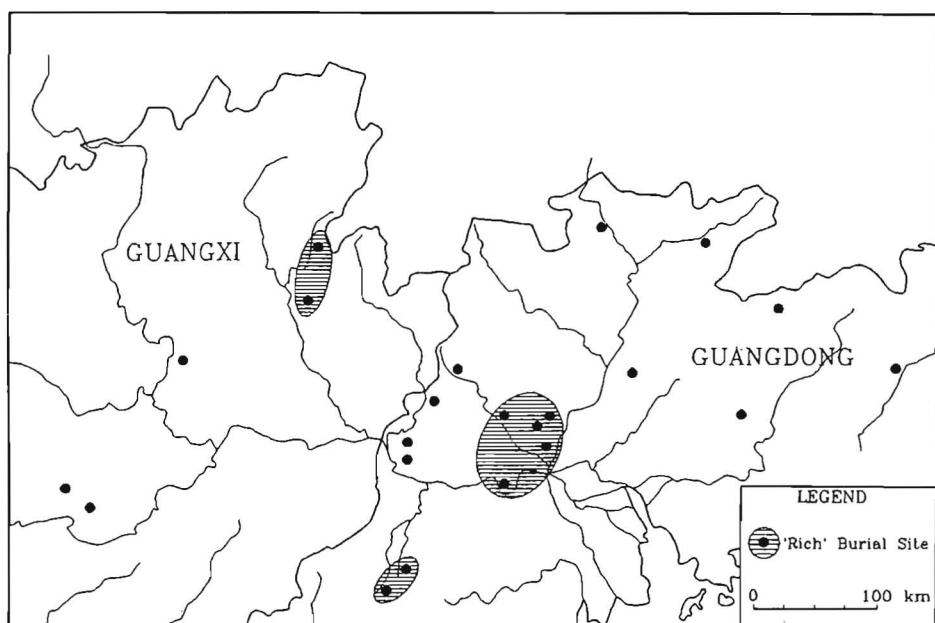 GUANGXI
GUANGDONG
LEGEND
'Rich' Burial Site
0 100 km